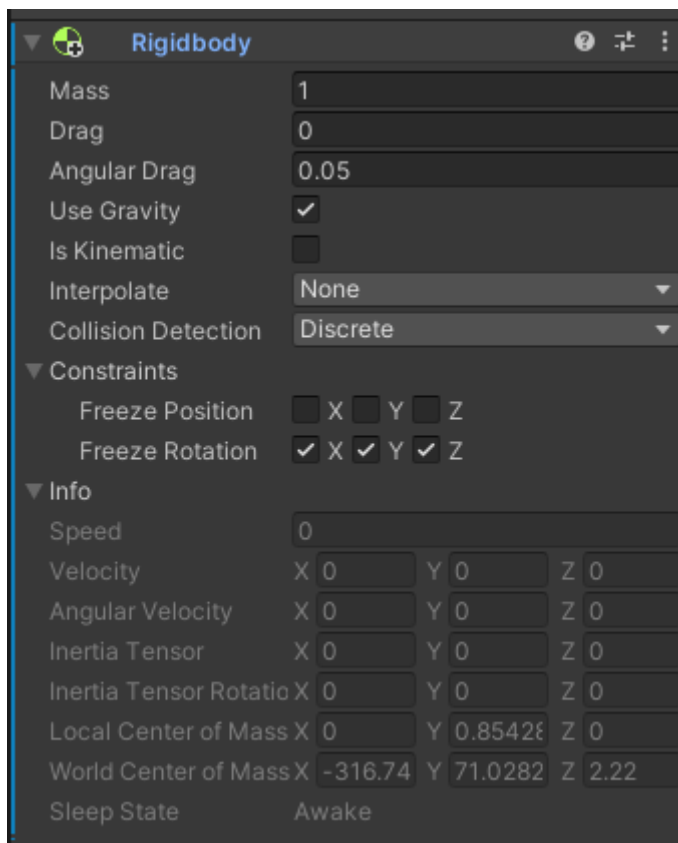 Rigidbody
Mass 1
Drag 0
Angular Drag 0.05
Use Gravity
Is Kinematic
Interpolate None
Collision Detection Discrete
Constraints
Freeze Position X Y Z
Freeze Rotation X Y Z
Info
Speed 0
Velocity X 0 Y 0 Z 0
Angular Velocity X 0 Y 0 Z 0
Inertia Tensor X 0 Y 0 Z 0
Inertia Tensor Rotatio X 0 Y 0 Z 0
Local Center of Mass X 0 Y 0.85428 Z 0
World Center of Mass X -316.74 Y 71.0282 Z 2.22
Sleep State Awake